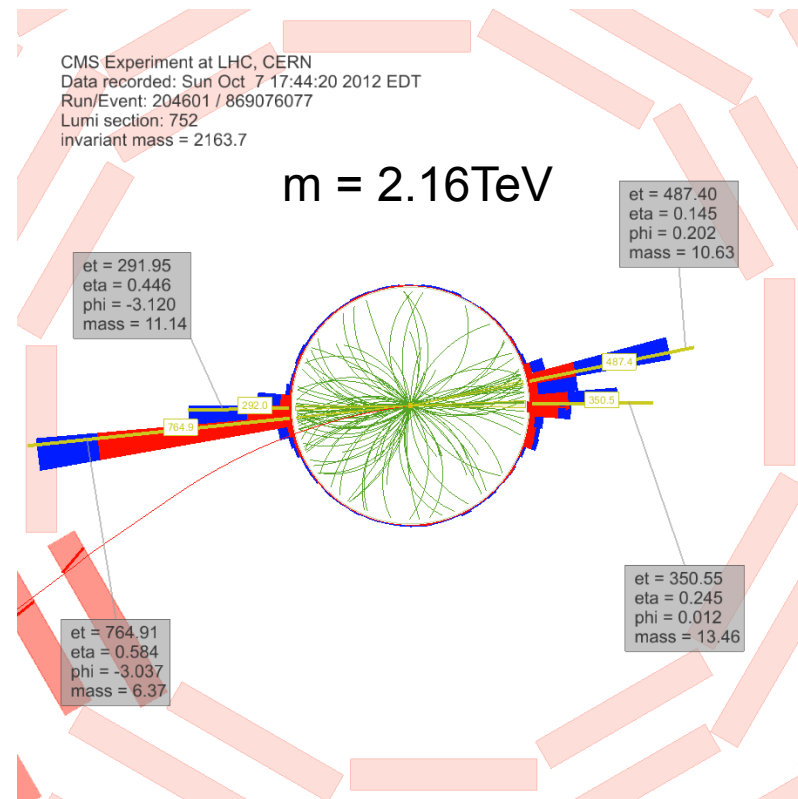 CMS Experiment at LHC, CERN
Data recorded: Sun Oct 7 17:44:20 2012 EDT
Run/Event: 204601 / 869076077
Lumi section: 752
invariant mass = 2163.7
m = 2.16TeV
et = 487.40
eta = 0.145
phi = 0.202
mass = 10.63
et = 291.95
eta = 0.446
phi = -3.120
mass = 11.14
487.4
292.0
350.5
764.9
et = 350.55
eta = 0.245
phi = 0.012
mass = 13.46
et = 764.91
eta = 0.584
phi = -3.037
mass = 6.37